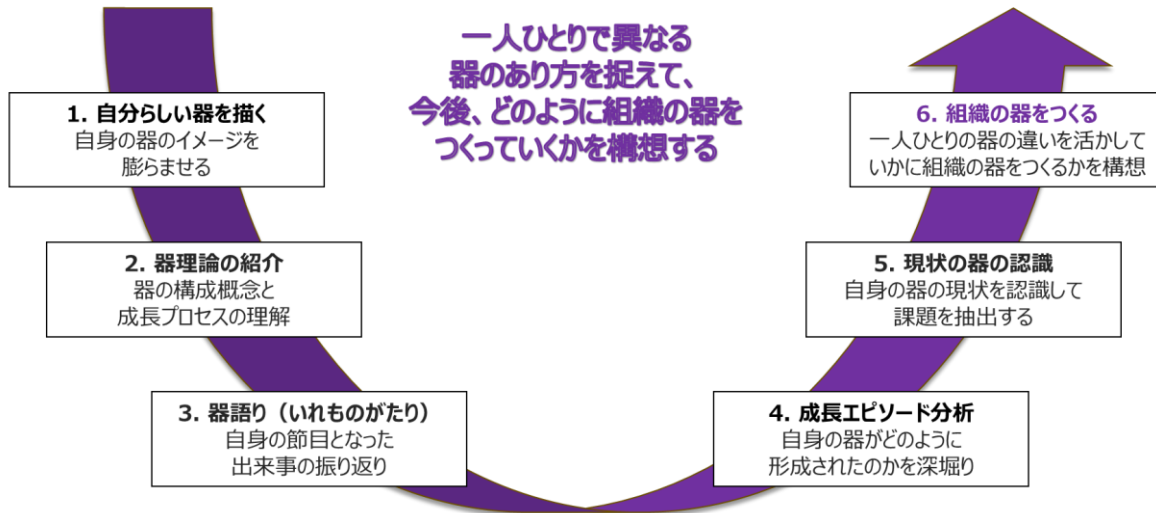 一人ひとりで異なる
器のあり方を捉えて、
今後、どのように組織の器を
つくっていくかを構想する
1. 自分らしい器を描く
自身の器のイメージを
膨らませる
2. 器理論の紹介
器の構成概念と
成長プロセスの理解
3. 器語り（いれものがたり）
自身の節目となった
出来事の振り返り
4. 成長エピソード分析
自身の器がどのように
形成されたのかを深堀り
5. 現状の器の認識
自身の器の現状を認識して
課題を抽出する
6. 組織の器をつくる
一人ひとりの器の違いを活かして
いかに組織の器をつくるかを構想